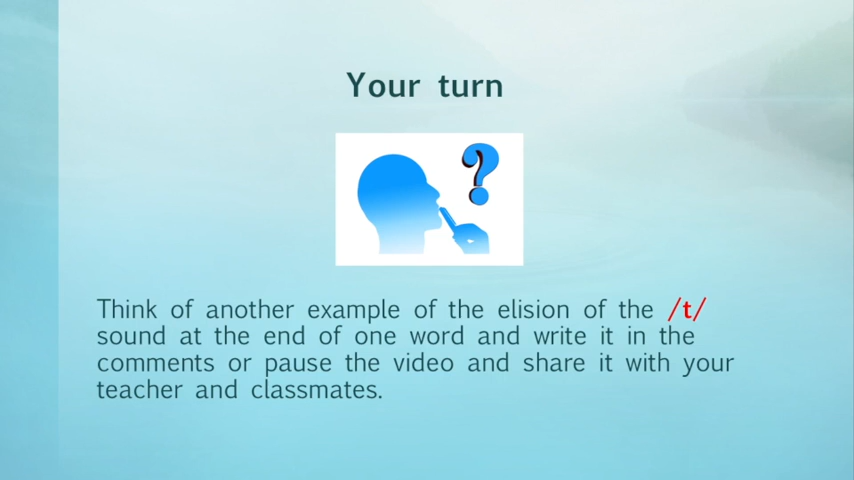 Your turn
Think of another example of the elision of the /t/
sound at the end of one word and write it in the
comments or pause the video and share it with your
teacher and classmates.